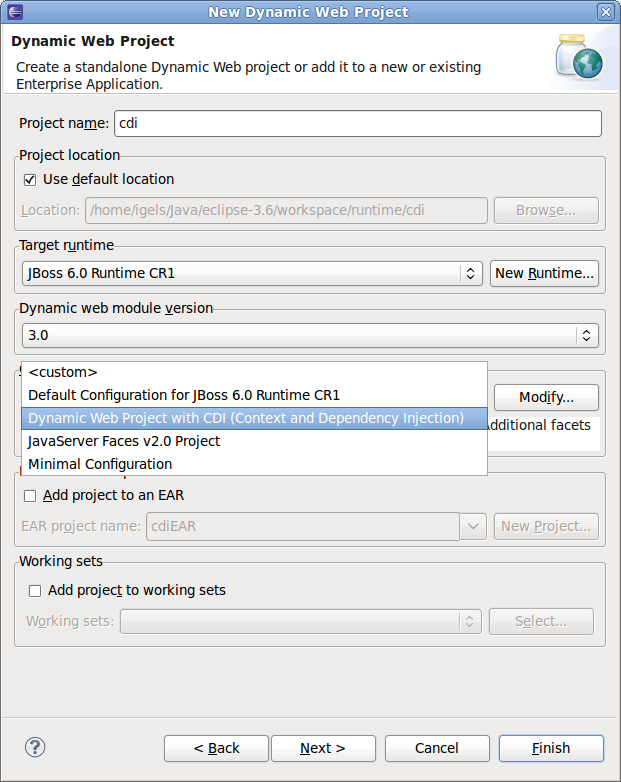 New Dynamic Web Project
Dynamic Web Project
Create a standalone Dynamic Web project or add it to a new or existing
Enterprise Application.
Project name: cdi
Project location
Use default location
Location: /home/igels/Java/eclipse-3.6/workspace/runtime/cdi Browse...
Target runtime
JBoss 6.0 Runtime CR1 New Runtime...
Dynamic web module version
3.0
<custom>
Default Configuration for JBoss 6.0 Runtime CR1 Modify...
Dynamic Web Project with CDI (Context and Dependency Injection) Additional facets
JavaServer Faces v2.0 Project
Minimal Configuration
Add project to an EAR
EAR project name: cdiEAR New Project...
Working sets
Add project to working sets
Working sets: Select...
? < Back Next > Cancel Finish